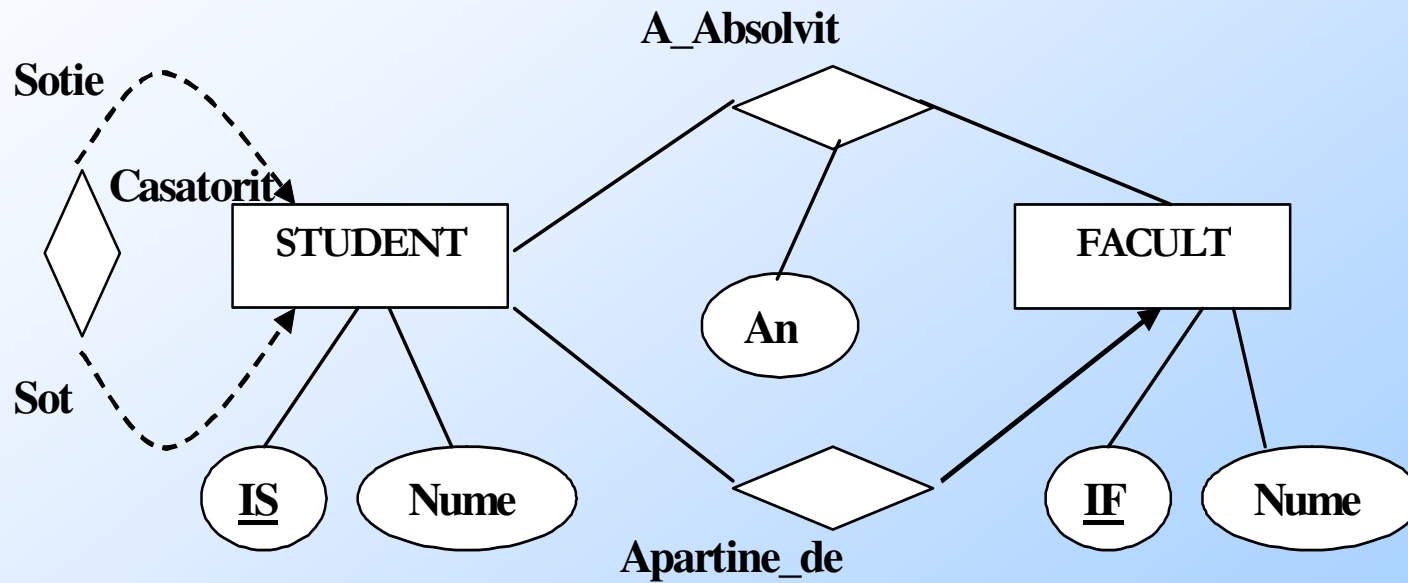 A_Absolvit
Sotie
Casatorit
STUDENT
FACULT
An
Sot
IS
Nume
IF
Nume
Apartine_de